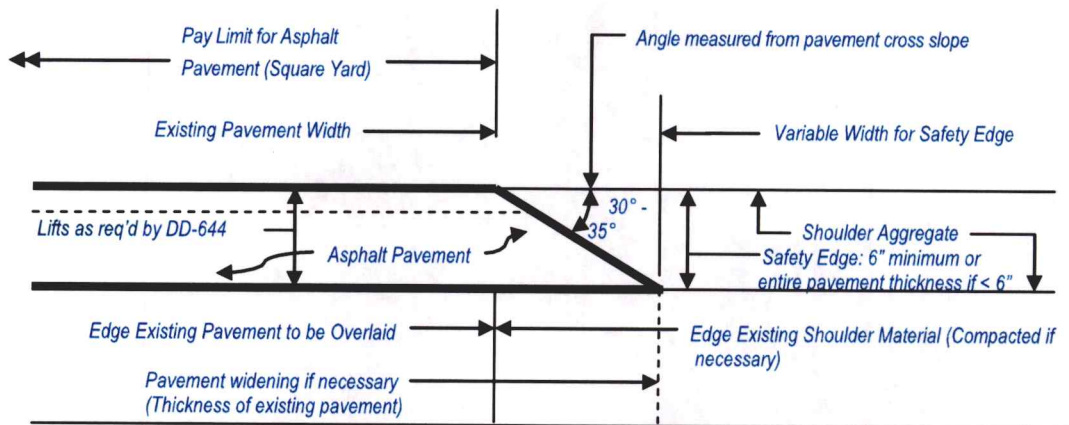 Pay Limit for Asphalt
Pavement (Square Yard)
Angle measured from pavement cross slope
Existing Pavement Width
Variable Width for Safety Edge
30° -
35°
Lifts as req'd by DD-644
Asphalt Pavement
Shoulder Aggregate
Safety Edge: 6" minimum or
entire pavement thickness if < 6"
Edge Existing Pavement to be Overlaid
Edge Existing Shoulder Material (Compacted if
necessary)
Pavement widening if necessary
(Thickness of existing pavement)